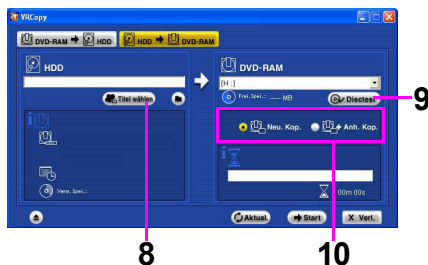 VRCopy
DVD-RAM → HDD HDD → DVD-RAM
HDD
DVD-RAM
[H:]
Titel wählen
Frei.Spei.: ----- MB
Disctest
9
Neu. Kop. Anh. Kop.
Verw. Spei.:
00m 00s
Aktual. Start X Verl.
8
10